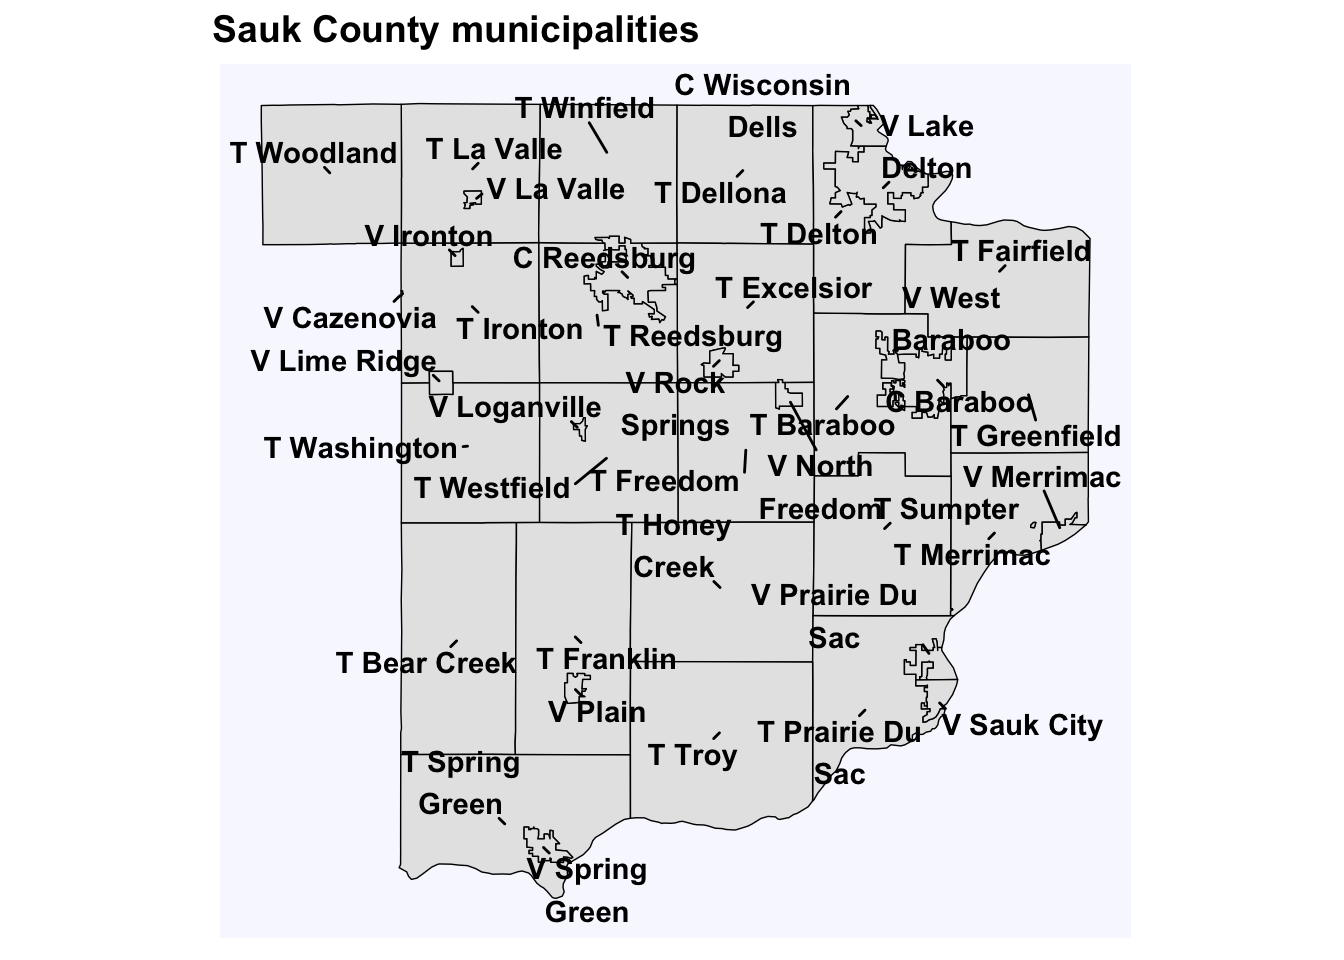 Sauk County municipalities
C Wisconsin
Dells
T Winfield
V Lake
Delton
T Woodland
T La Valle
V La Valle
T Dellona
T Delton
V Ironton
C Reedsburg
T Fairfield
T Excelsior
V West
Baraboo
V Cazenovia
T Ironton
T Reedsburg
V Lime Ridge
V Rock
Springs
C Baraboo
V Loganville
T Baraboo
T Greenfield
T Washington
V North
Freedom
V Merrimac
T Westfield
T Freedom
T Sumpter
T Honey
Creek
T Merrimac
V Prairie Du
Sac
T Bear Creek
T Franklin
V Plain
V Sauk City
T Prairie Du
Sac
T Troy
T Spring
Green
V Spring
Green